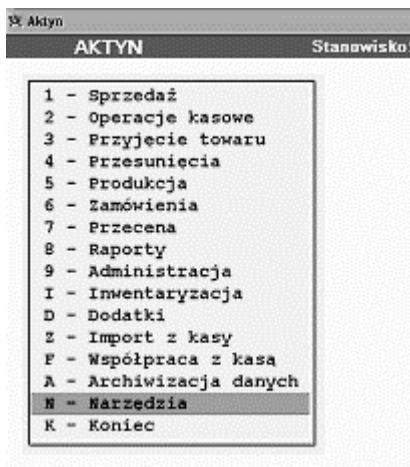 Aktyn
AKTYN Stanowisko:
1 - Sprzedaż
2 - Operacje kasowe
3 - Przyjęcie towaru
4 - Przesunięcia
5 - Produkcja
6 - Zamówienia
7 - Przecena
8 - Raporty
9 - Administracja
I - Inwentaryzacja
D - Dodatki
Z - Import z kasy
F - Współpraca z kasą
A - Archiwizacja danych
N - Narzędzia
K - Koniec